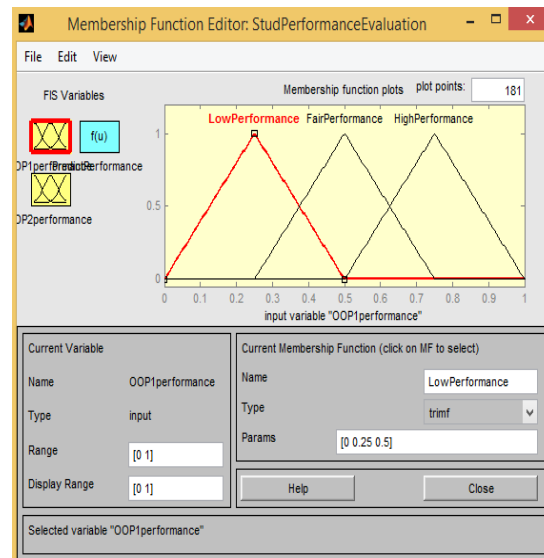 Membership Function Editor: StudPerformanceEvaluation
File Edit View
FIS Variables
Membership function plots plot points: 181
f(u)
OP2performance
LowPerformance FairPerformance HighPerformance
1
0.5
0
0 0.1 0.2 0.3 0.4 0.5 0.6 0.7 0.8 0.9 1
input variable "OOP1performance"
Current Variable
Name OOP1performance
Type input
Range [0 1]
Display Range [0 1]
Current Membership Function (click on MF to select)
Name LowPerformance
Type trimf
Params [0 0.25 0.5]
Help Close
Selected variable "OOP1performance"